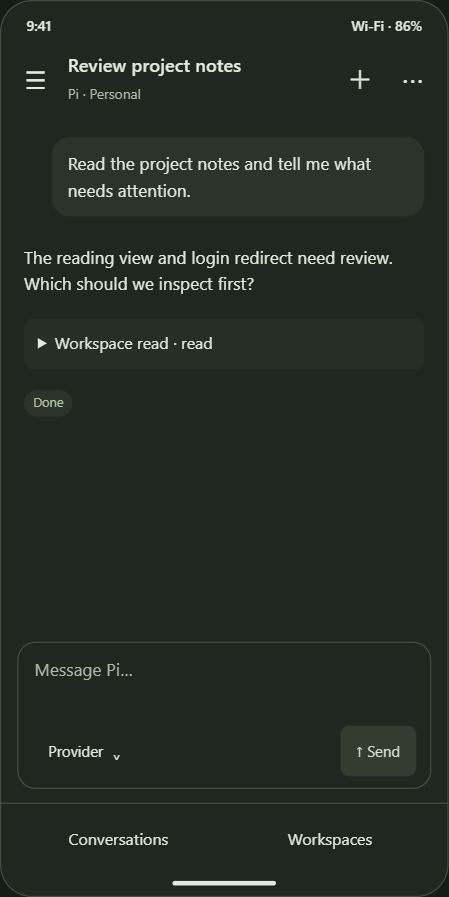 9:41
Wi-Fi · 86%
Review project notes
Pi · Personal
Read the project notes and tell me what
needs attention.
The reading view and login redirect need review.
Which should we inspect first?
Workspace read · read
Done
Message Pi...
Provider
↑ Send
Conversations
Workspaces